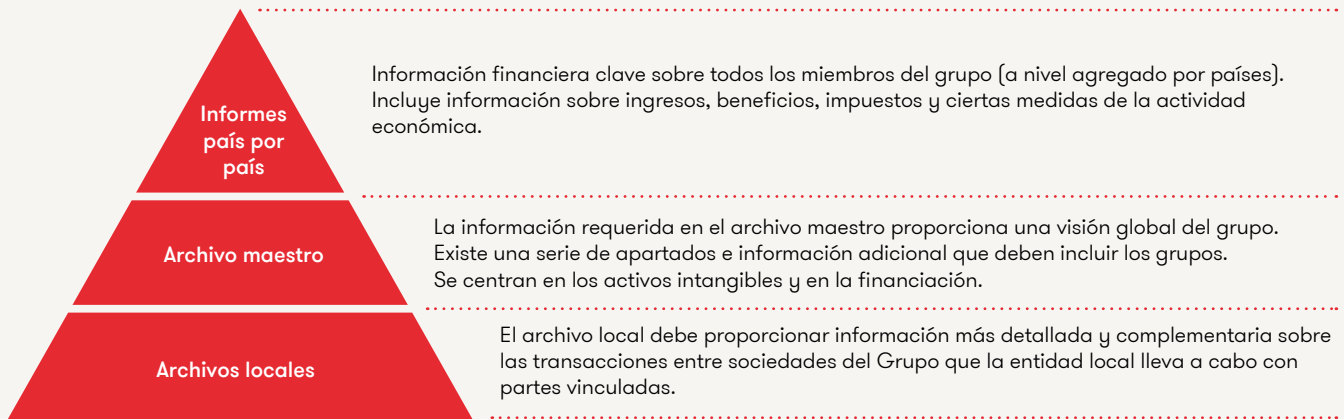 Informes
país por
país
Información financiera clave sobre todos los miembros del grupo (a nivel agregado por países).
Incluye información sobre ingresos, beneficios, impuestos y ciertas medidas de la actividad
económica.
Archivo maestro
La información requerida en el archivo maestro proporciona una visión global del grupo.
Existe una serie de apartados e información adicional que deben incluir los grupos.
Se centran en los activos intangibles y en la financiación.
Archivos locales
El archivo local debe proporcionar información más detallada y complementaria sobre
las transacciones entre sociedades del Grupo que la entidad local lleva a cabo con
partes vinculadas.